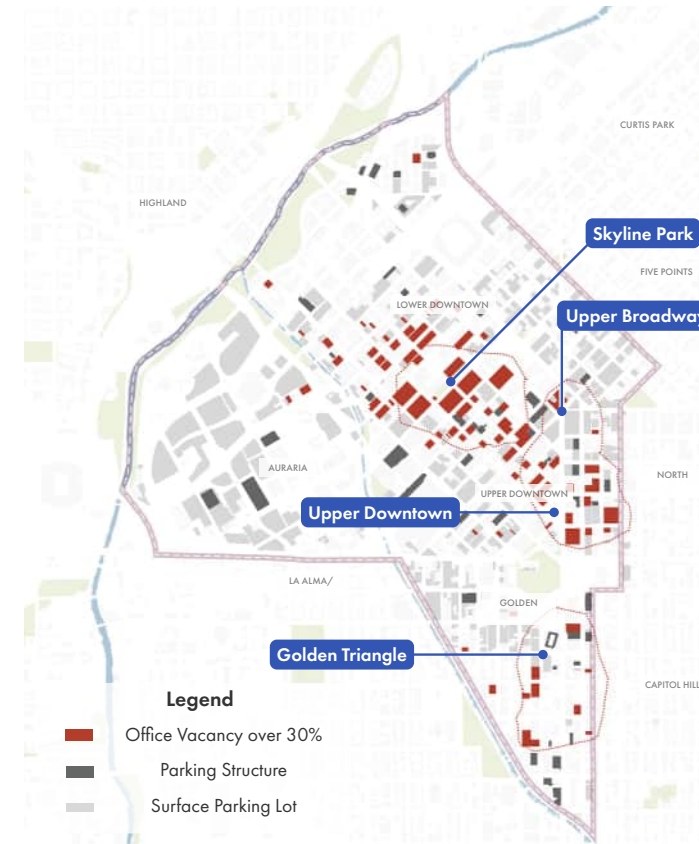 CURTIS PARK
HIGHLAND
Skyline Park
FIVE POINTS
LOWER DOWNTOWN
Upper Broadway
AURARIA
NORTH
UPPER DOWNTOWN
Upper Downtown
LA ALMA/
GOLDEN
Golden Triangle
CAPITOL HILL
Legend
Office Vacancy over 30%
Parking Structure
Surface Parking Lot